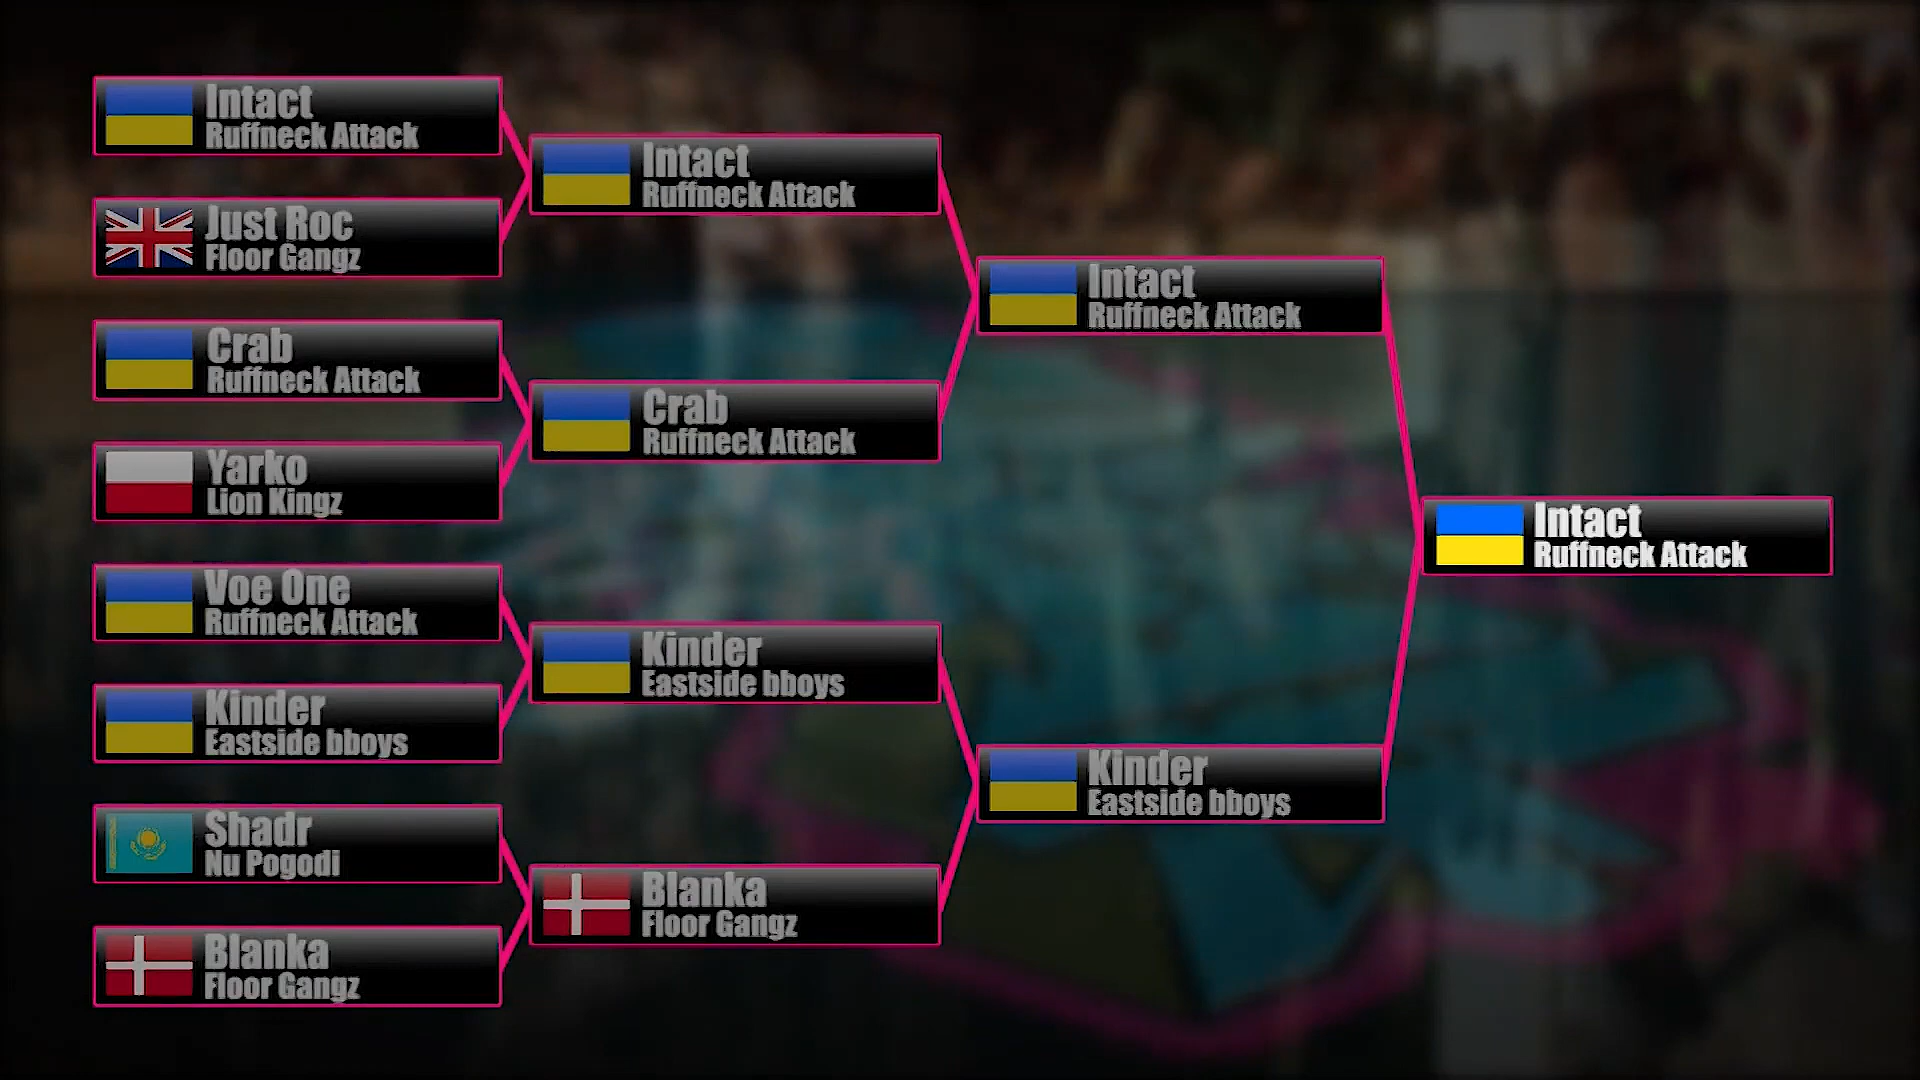 Intact
Ruffneck Attack
Just Roc
Floor Gangz
Crab
Ruffneck Attack
Yarko
Lion Kingz
Voe One
Ruffneck Attack
Kinder
Eastside bboys
Shadr
Nu Pogodi
Blanka
Floor Gangz
Intact
Ruffneck Attack
Crab
Ruffneck Attack
Kinder
Eastside bboys
Blanka
Floor Gangz
Intact
Ruffneck Attack
Kinder
Eastside bboys
Intact
Ruffneck Attack